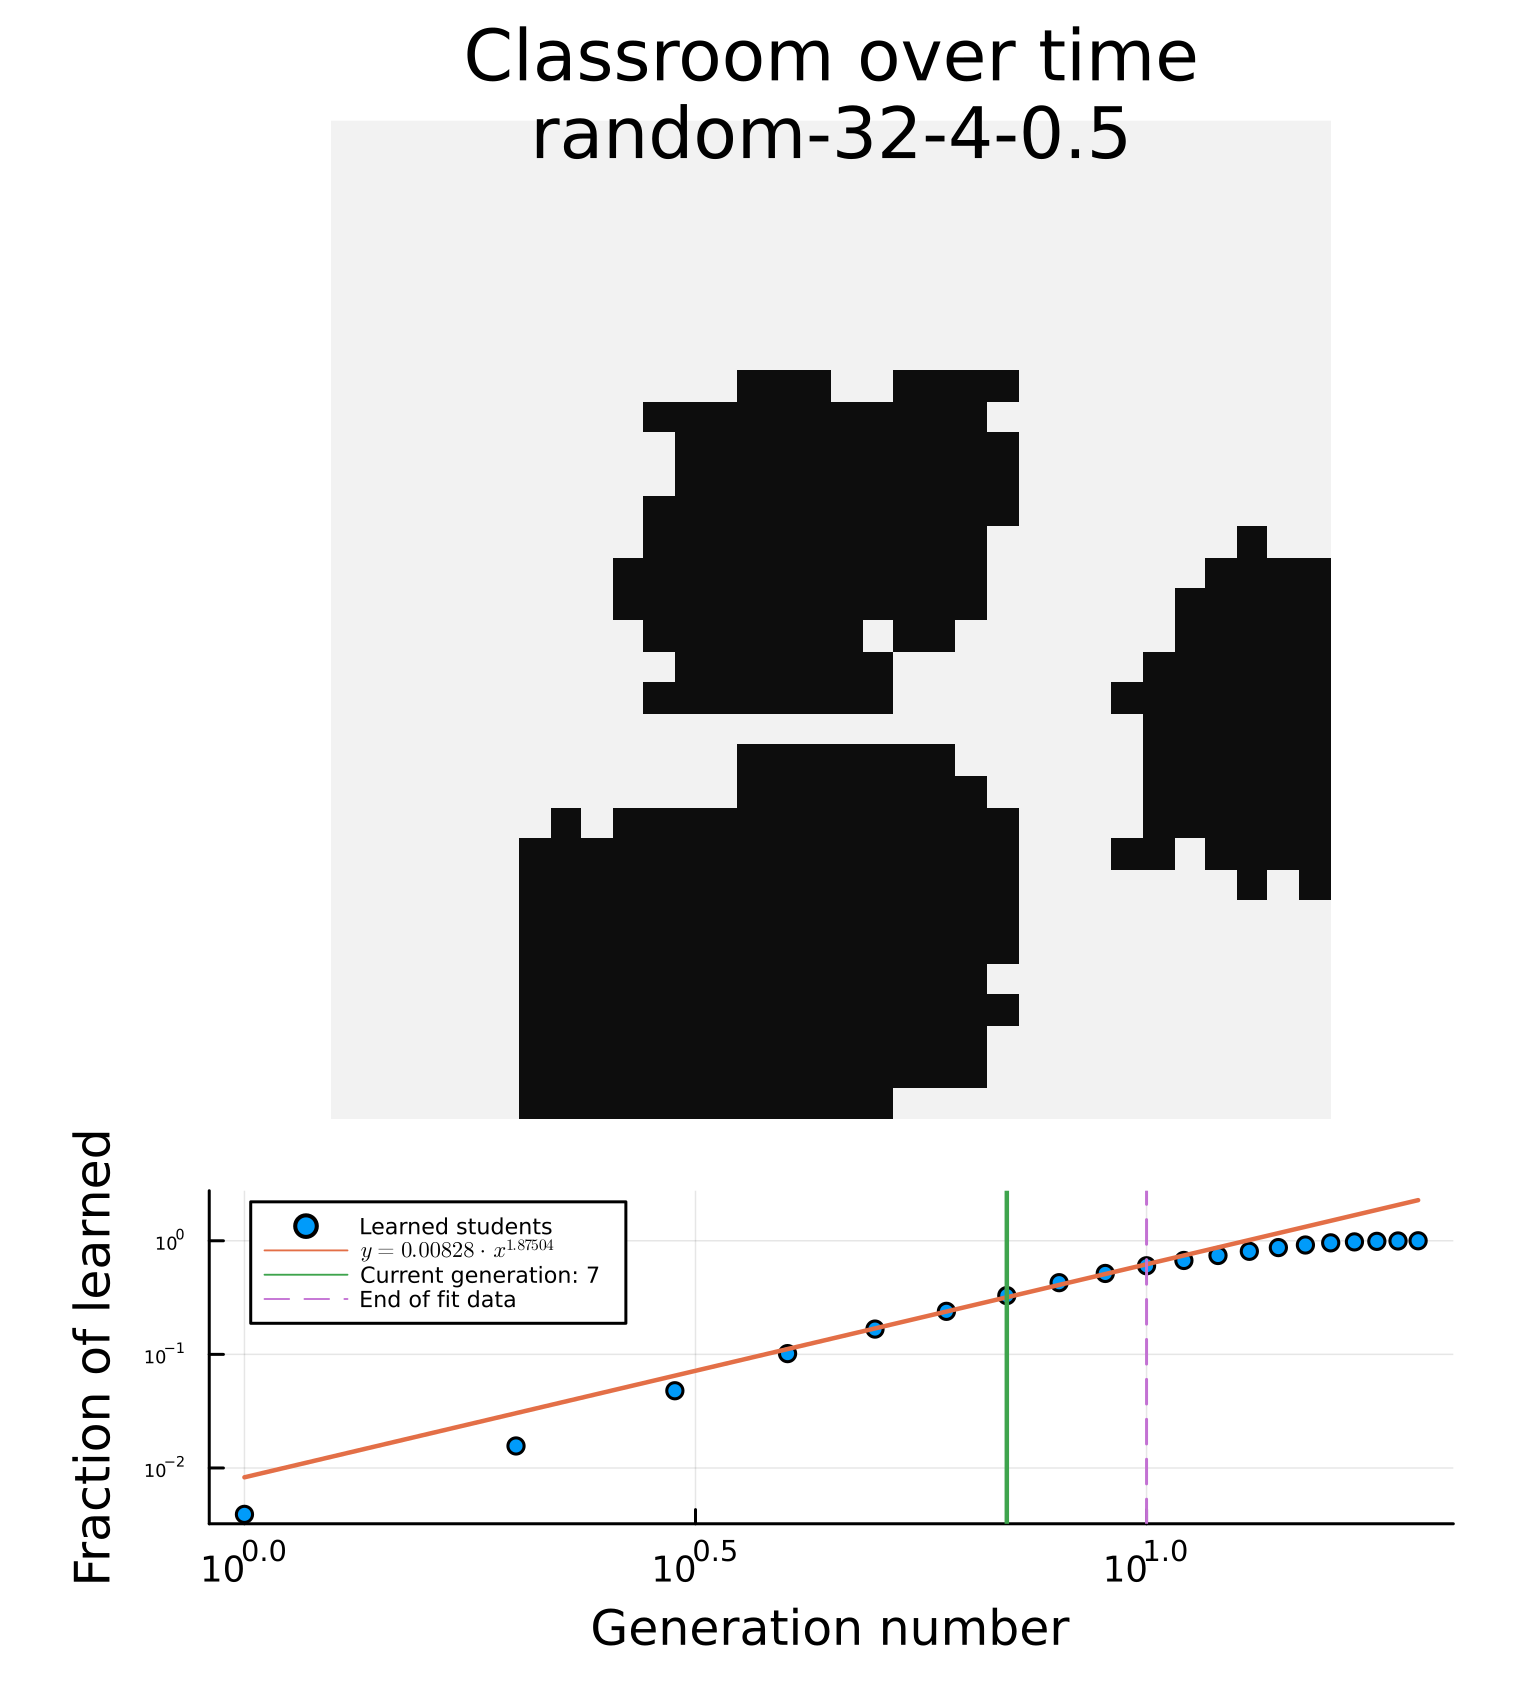 Classroom over time
random-32-4-0.5
Fraction of learned
10⁰
10⁻¹
10⁻²
Learned students
y = 0.00828 · x^1.87504
Current generation: 7
End of fit data
10^0.0 10^0.5 10^1.0
Generation number